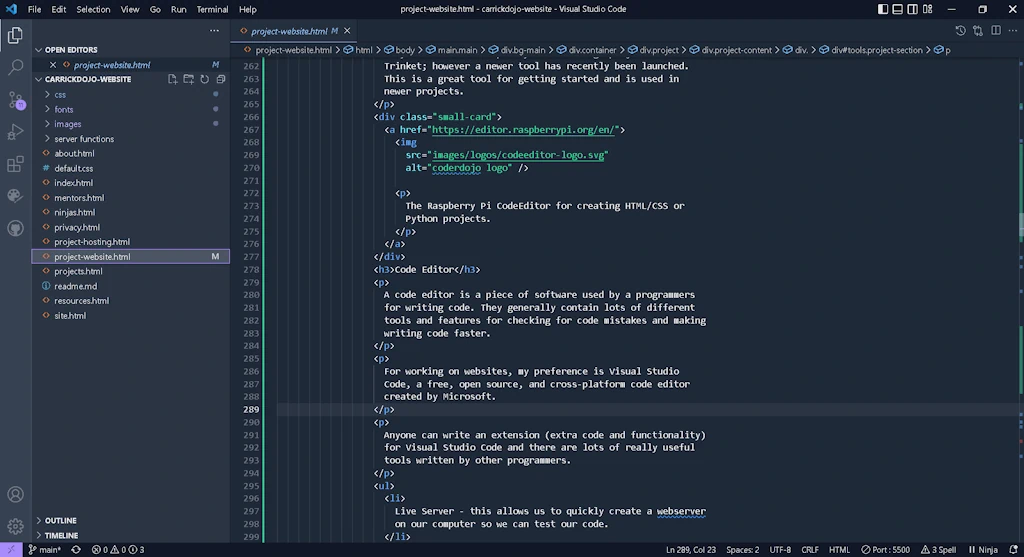 File Edit Selection View Go Run Terminal Help
project-website.html - carrickdojo-website - Visual Studio Code
OPEN EDITORS
project-website.html M
CARRICKDOJO-WEBSITE
css
fonts
images
server functions
about.html
default.css
index.html
mentors.html
ninjas.html
privacy.html
project-hosting.html
project-website.html M
projects.html
readme.md
resources.html
site.html
OUTLINE
TIMELINE
project-website.html M
project-website.html > html > body > main.main > div.bg-main > div.container > div.project > div.project-content > div. > div#tools.project-section > p
262 Trinket; however a newer tool has recently been launched.
263 This is a great tool for getting started and is used in
264 newer projects.
265 </p>
266 <div class="small-card">
267 <a href="https://editor.raspberrypi.org/en/">
268 <img
269 src="images/logos/codeeditor-logo.svg"
270 alt="coderdojo logo" />
271
272 <p>
273 The Raspberry Pi CodeEditor for creating HTML/CSS or
274 Python projects.
275 </p>
276 </a>
277 </div>
278 <h3>Code Editor</h3>
279 <p>
280 A code editor is a piece of software used by a programmers
281 for writing code. They generally contain lots of different
282 tools and features for checking for code mistakes and making
283 writing code faster.
284 </p>
285 <p>
286 For working on websites, my preference is Visual Studio
287 Code, a free, open source, and cross-platform code editor
288 created by Microsoft.
289 </p>
290 <p>
291 Anyone can write an extension (extra code and functionality)
292 for Visual Studio Code and there are lots of really useful
293 tools written by other programmers.
294 </p>
295 <ul>
296 <li>
297 Live Server - this allows us to quickly create a webserver
298 on our computer so we can test our code.
299 </li>
main* 0 0 3 Ln 289, Col 23 Spaces: 2 UTF-8 CRLF HTML Port : 5500 3 Spell Ninja